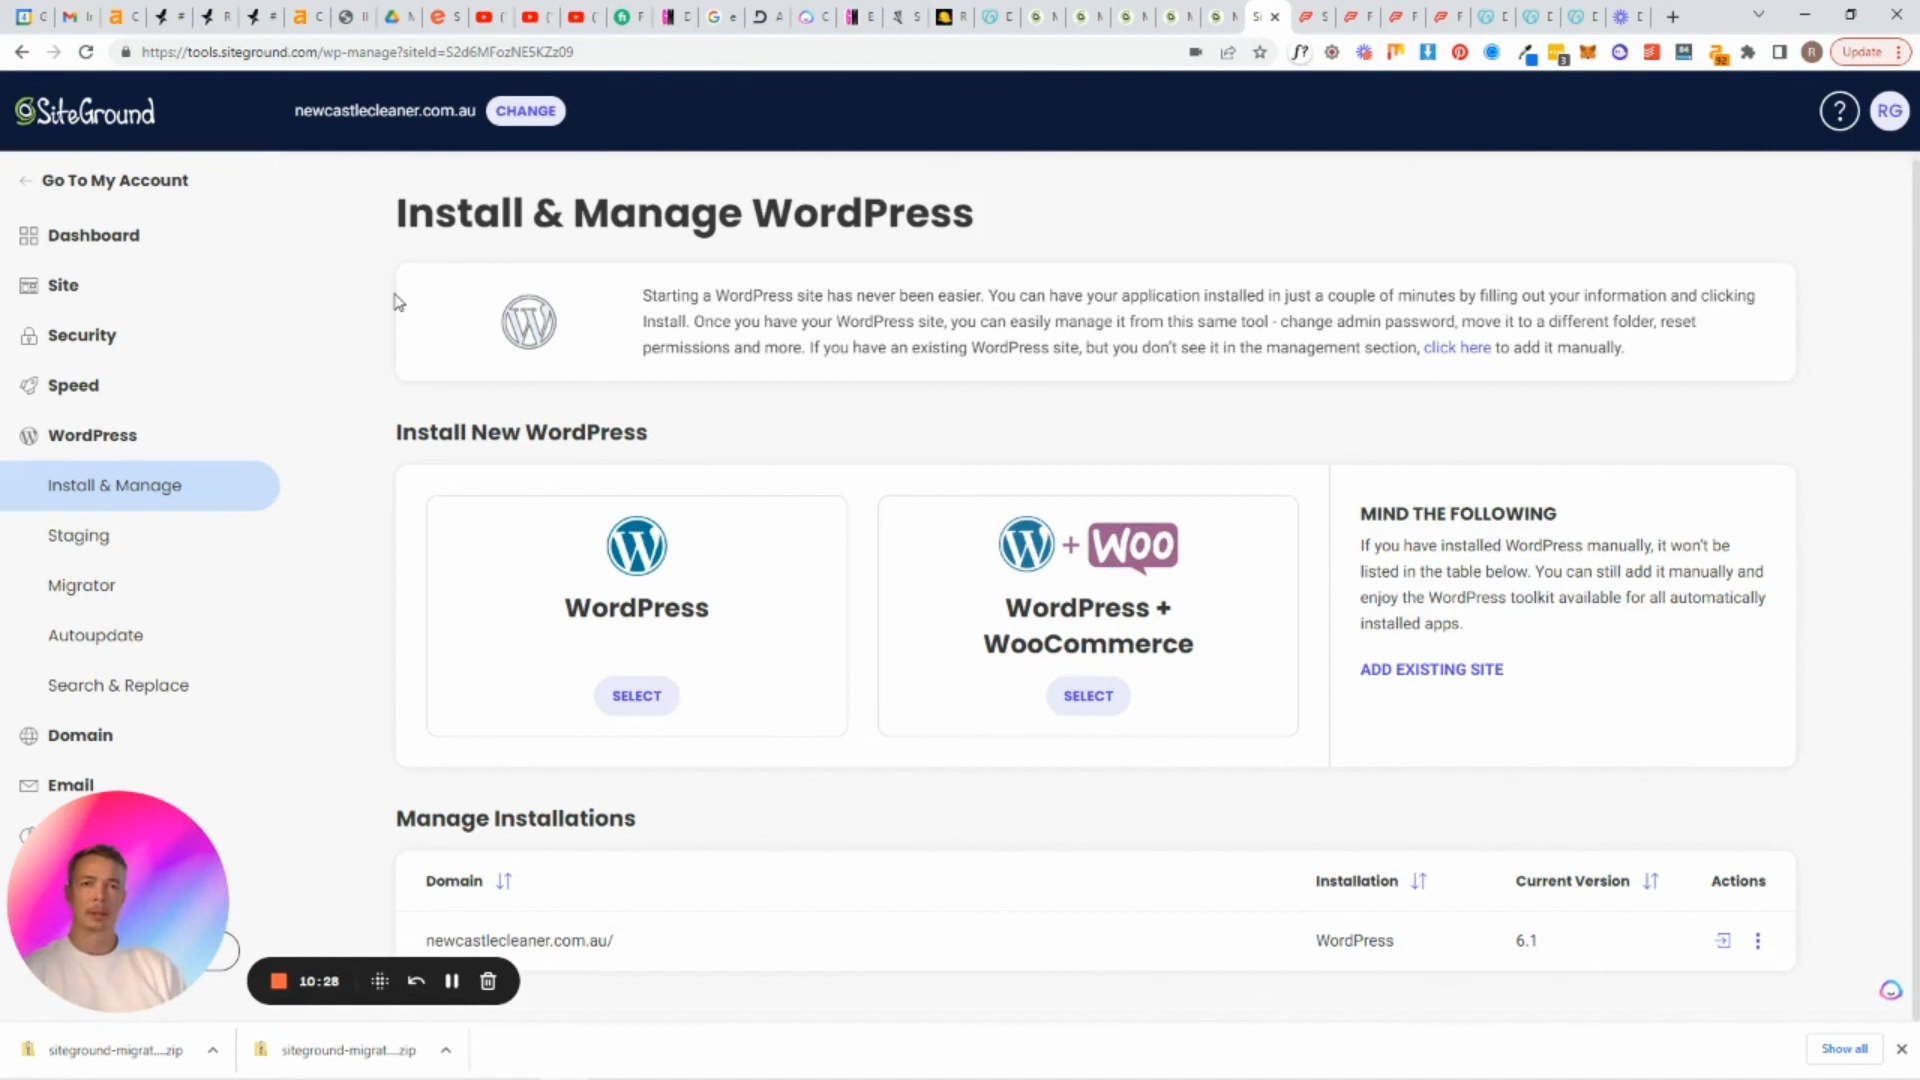 https://tools.siteground.com/wp-manage?siteId=S2d6MFozNE5KZz09
Update
SiteGround
newcastlecleaner.com.au
CHANGE
?
RG
Go To My Account
Dashboard
Site
Security
Speed
WordPress
Install & Manage
Staging
Migrator
Autoupdate
Search & Replace
Domain
Email
Install & Manage WordPress
Starting a WordPress site has never been easier. You can have your application installed in just a couple of minutes by filling out your information and clicking
Install. Once you have your WordPress site, you can easily manage it from this same tool - change admin password, move it to a different folder, reset
permissions and more. If you have an existing WordPress site, but you don't see it in the management section, click here to add it manually.
Install New WordPress
WordPress
SELECT
+ WOO
WordPress +
WooCommerce
SELECT
MIND THE FOLLOWING
If you have installed WordPress manually, it won't be
listed in the table below. You can still add it manually and
enjoy the WordPress toolkit available for all automatically
installed apps.
ADD EXISTING SITE
Manage Installations
Domain Installation Current Version Actions
newcastlecleaner.com.au/ WordPress 6.1
10:28
siteground-migrat....zip
siteground-migrat....zip
Show all